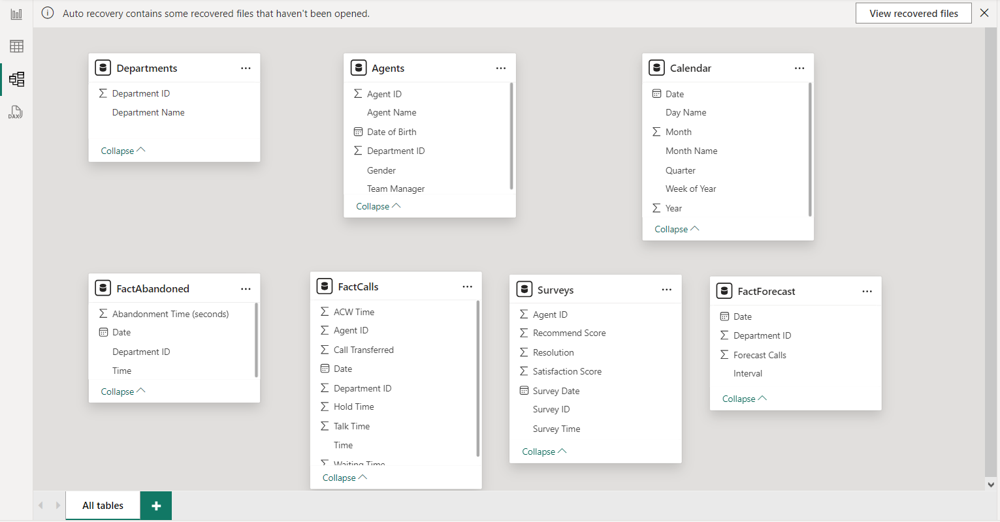 Auto recovery contains some recovered files that haven't been opened.
View recovered files
DAX
Departments
Department ID
Department Name
Collapse
Agents
Agent ID
Agent Name
Date of Birth
Department ID
Gender
Team Manager
Collapse
Calendar
Date
Day Name
Month
Month Name
Quarter
Week of Year
Year
Collapse
FactAbandoned
Abandonment Time (seconds)
Date
Department ID
Time
Collapse
FactCalls
ACW Time
Agent ID
Call Transferred
Date
Department ID
Hold Time
Talk Time
Time
Waiting Time
Collapse
Surveys
Agent ID
Recommend Score
Resolution
Satisfaction Score
Survey Date
Survey ID
Survey Time
Collapse
FactForecast
Date
Department ID
Forecast Calls
Interval
Collapse
All tables